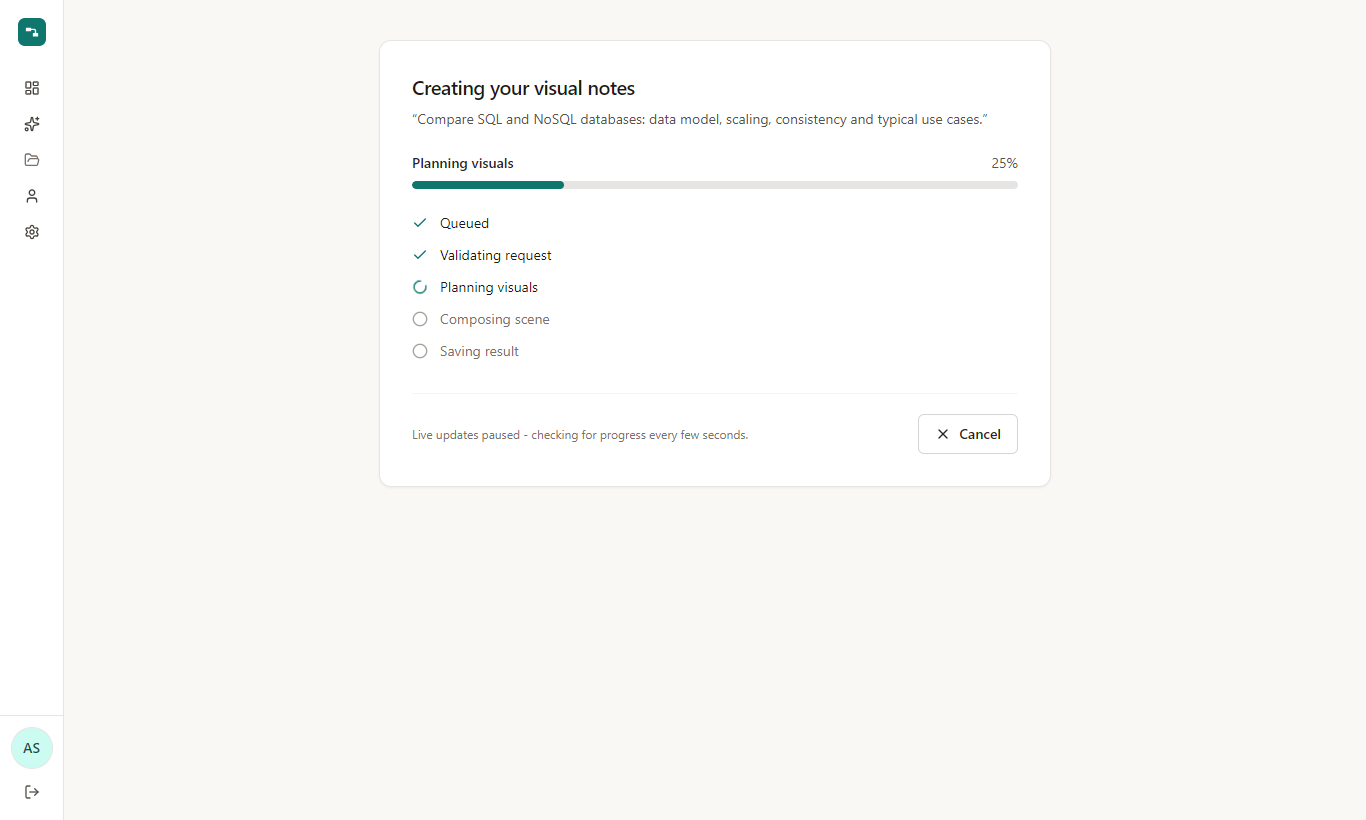 Creating your visual notes
“Compare SQL and NoSQL databases: data model, scaling, consistency and typical use cases.”
Planning visuals 25%
Queued
Validating request
Planning visuals
Composing scene
Saving result
Live updates paused - checking for progress every few seconds.
Cancel
AS